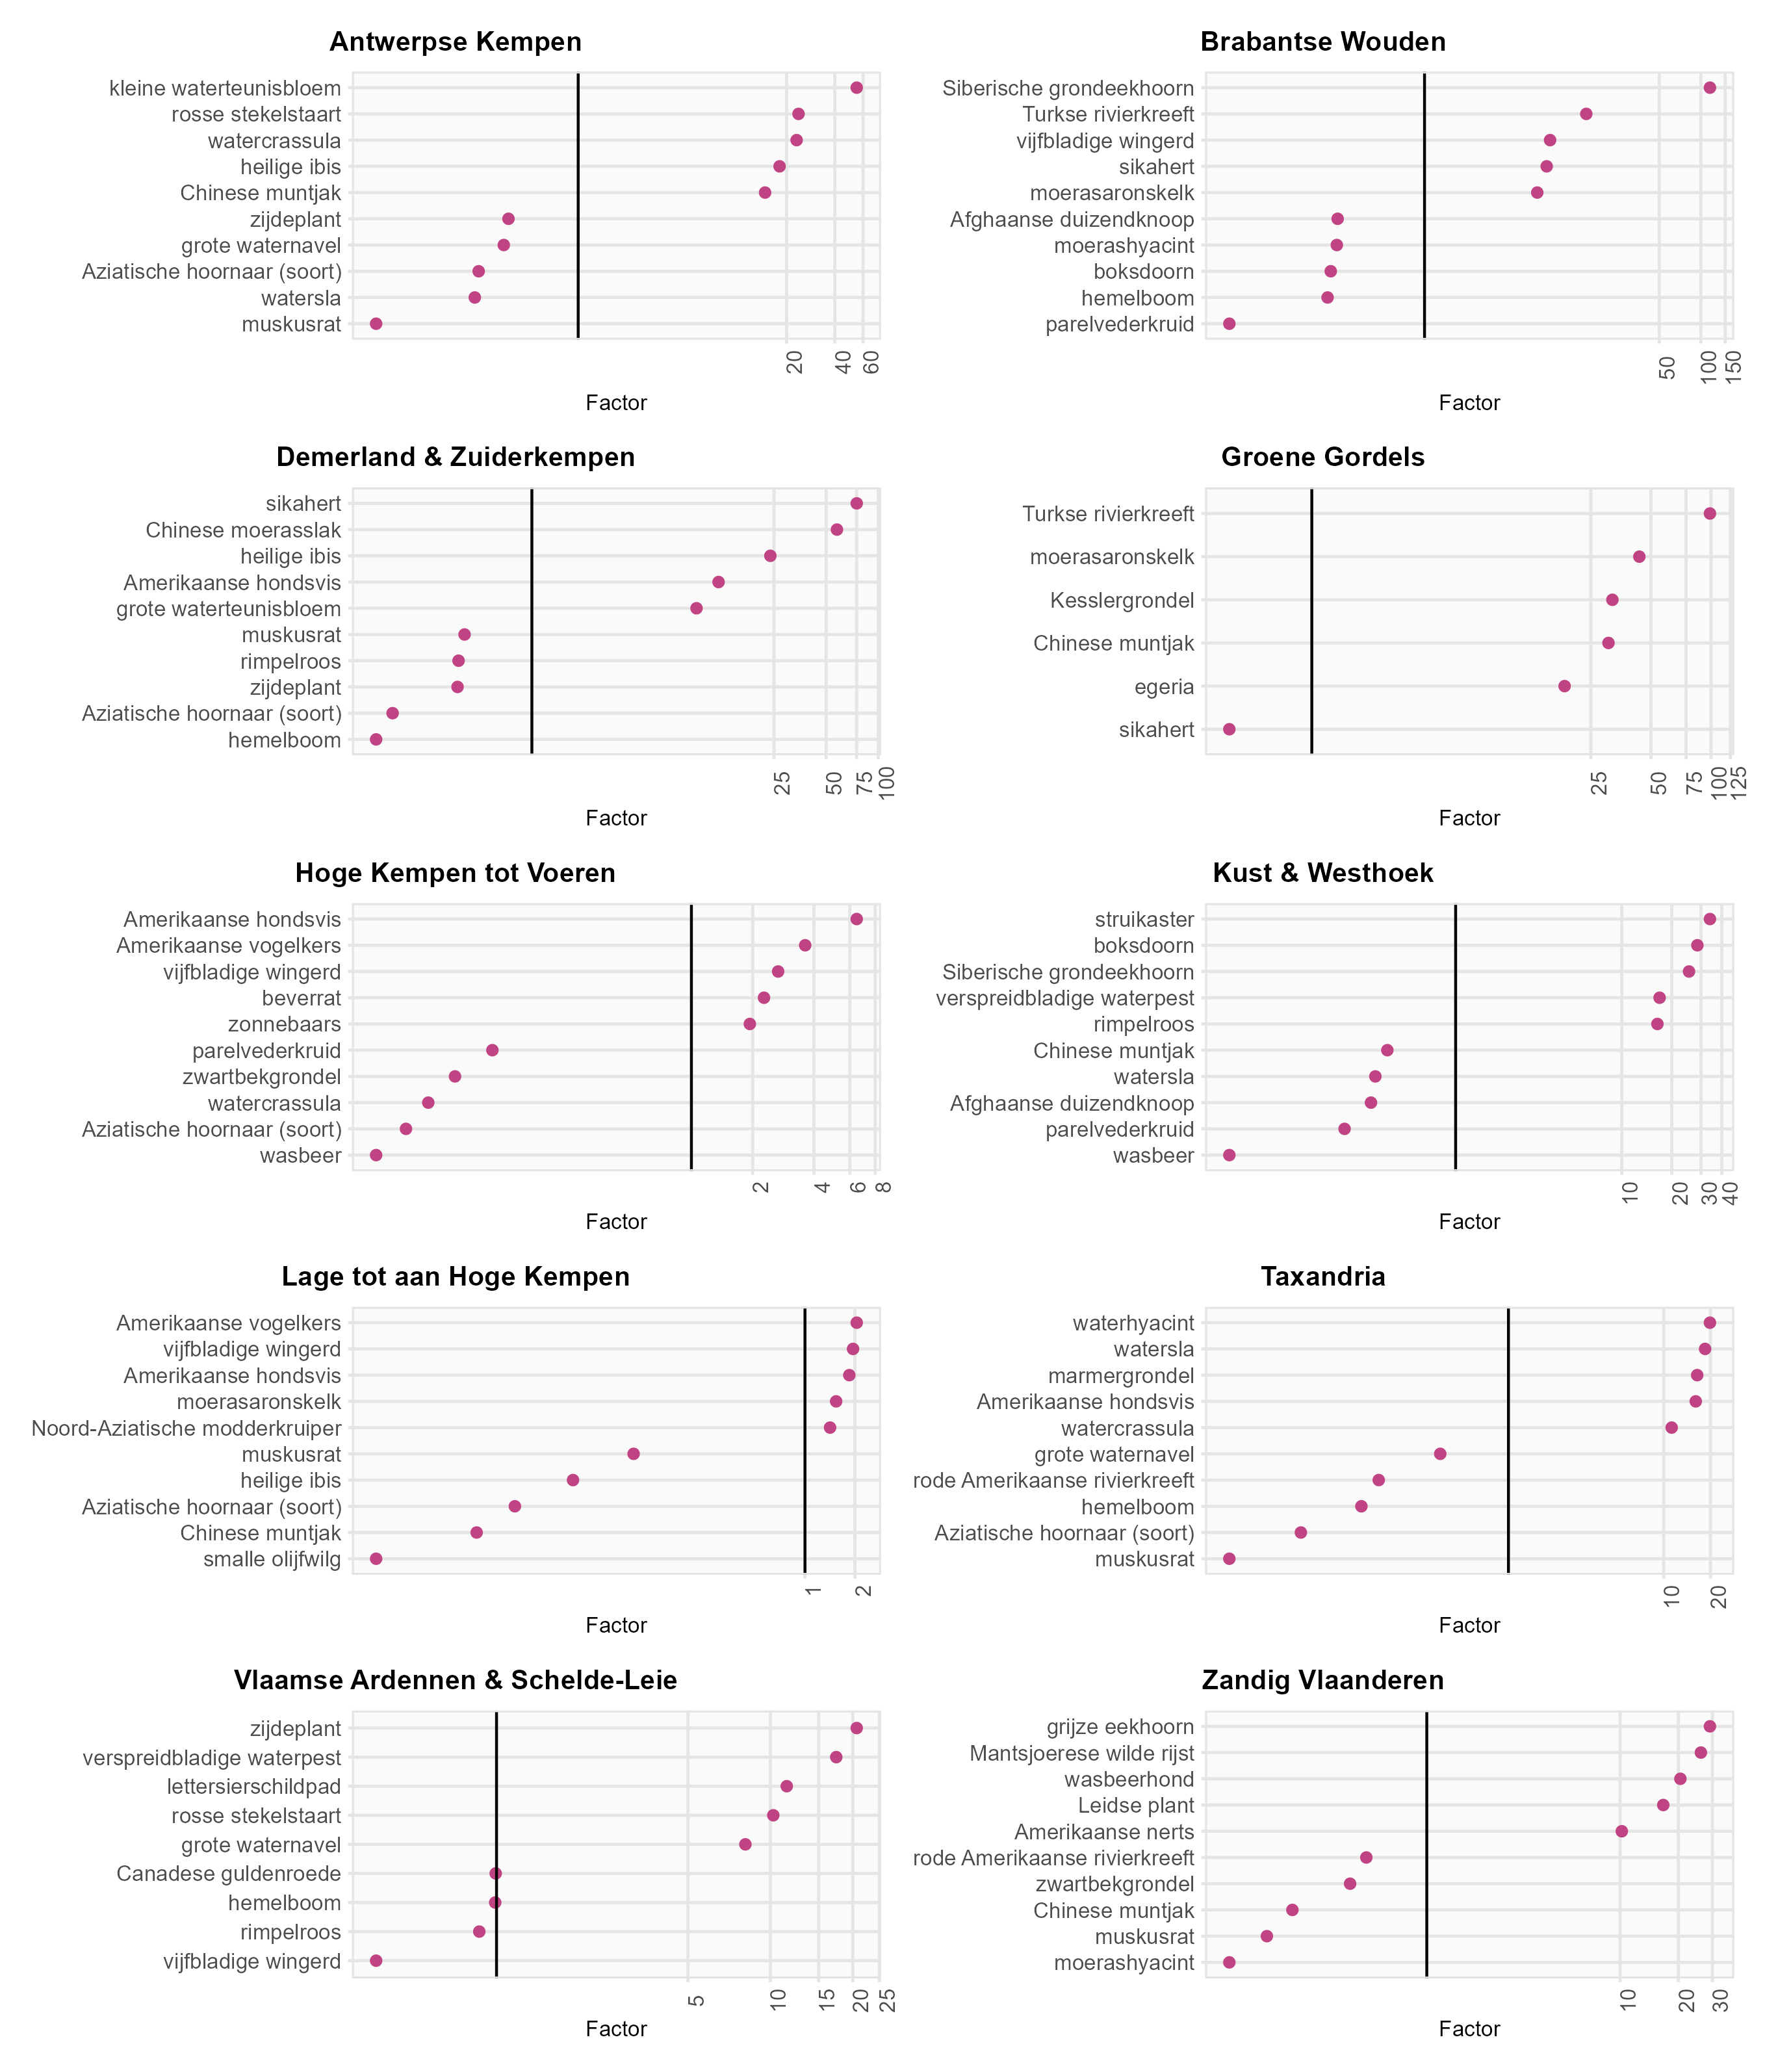 Antwerpse Kempen
kleine waterteunisbloem
rosse stekelstaart
watercrassula
heilige ibis
Chinese muntjak
zijdeplant
grote waternavel
Aziatische hoornaar (soort)
watersla
muskusrat
20 40 60
Factor
Brabantse Wouden
Siberische grondeekhoorn
Turkse rivierkreeft
vijfbladige wingerd
sikahert
moerasaronskelk
Afghaanse duizendknoop
moerashyacint
boksdoorn
hemelboom
parelvederkruid
50 100 150
Factor
Demerland & Zuiderkempen
sikahert
Chinese moerasslak
heilige ibis
Amerikaanse hondsvis
grote waterteunisbloem
muskusrat
rimpelroos
zijdeplant
Aziatische hoornaar (soort)
hemelboom
25 50 75 100
Factor
Groene Gordels
Turkse rivierkreeft
moerasaronskelk
Kesslergrondel
Chinese muntjak
egeria
sikahert
25 50 75 100 125
Factor
Hoge Kempen tot Voeren
Amerikaanse hondsvis
Amerikaanse vogelkers
vijfbladige wingerd
beverrat
zonnebaars
parelvederkruid
zwartbekgrondel
watercrassula
Aziatische hoornaar (soort)
wasbeer
2 4 6 8
Factor
Kust & Westhoek
struikaster
boksdoorn
Siberische grondeekhoorn
verspreidbladige waterpest
rimpelroos
Chinese muntjak
watersla
Afghaanse duizendknoop
parelvederkruid
wasbeer
10 20 30 40
Factor
Lage tot aan Hoge Kempen
Amerikaanse vogelkers
vijfbladige wingerd
Amerikaanse hondsvis
moerasaronskelk
Noord-Aziatische modderkruiper
muskusrat
heilige ibis
Aziatische hoornaar (soort)
Chinese muntjak
smalle olijfwilg
1 2
Factor
Taxandria
waterhyacint
watersla
marmergrondel
Amerikaanse hondsvis
watercrassula
grote waternavel
rode Amerikaanse rivierkreeft
hemelboom
Aziatische hoornaar (soort)
muskusrat
10 20
Factor
Vlaamse Ardennen & Schelde-Leie
zijdeplant
verspreidbladige waterpest
lettersierschildpad
rosse stekelstaart
grote waternavel
Canadese guldenroede
hemelboom
rimpelroos
vijfbladige wingerd
5 10 15 20 25
Factor
Zandig Vlaanderen
grijze eekhoorn
Mantsjoerese wilde rijst
wasbeerhond
Leidse plant
Amerikaanse nerts
rode Amerikaanse rivierkreeft
zwartbekgrondel
Chinese muntjak
muskusrat
moerashyacint
10 20 30
Factor